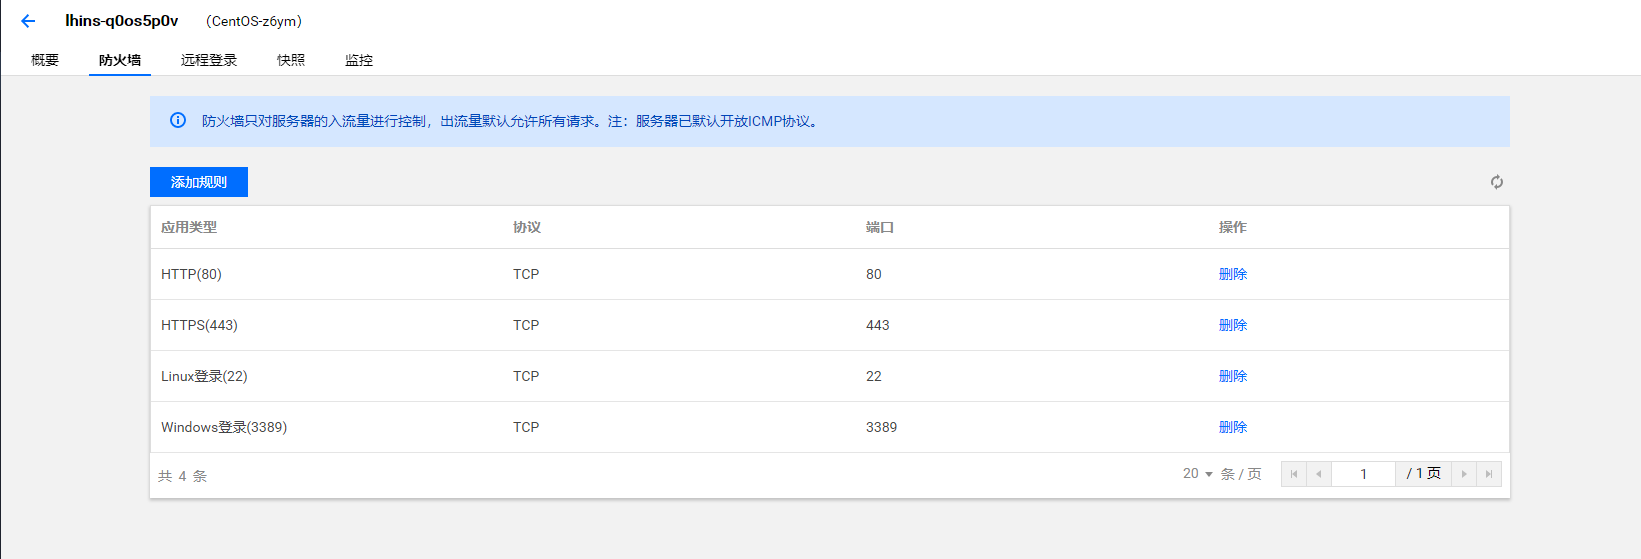 lhins-q0os5p0v （CentOS-z6ym）
概要 防火墙 远程登录 快照 监控
防火墙只对服务器的入流量进行控制，出流量默认允许所有请求。注：服务器已默认开放ICMP协议。
添加规则
应用类型 协议 端口 操作
HTTP(80) TCP 80 删除
HTTPS(443) TCP 443 删除
Linux登录(22) TCP 22 删除
Windows登录(3389) TCP 3389 删除
共 4 条 20 条 / 页 1 / 1 页